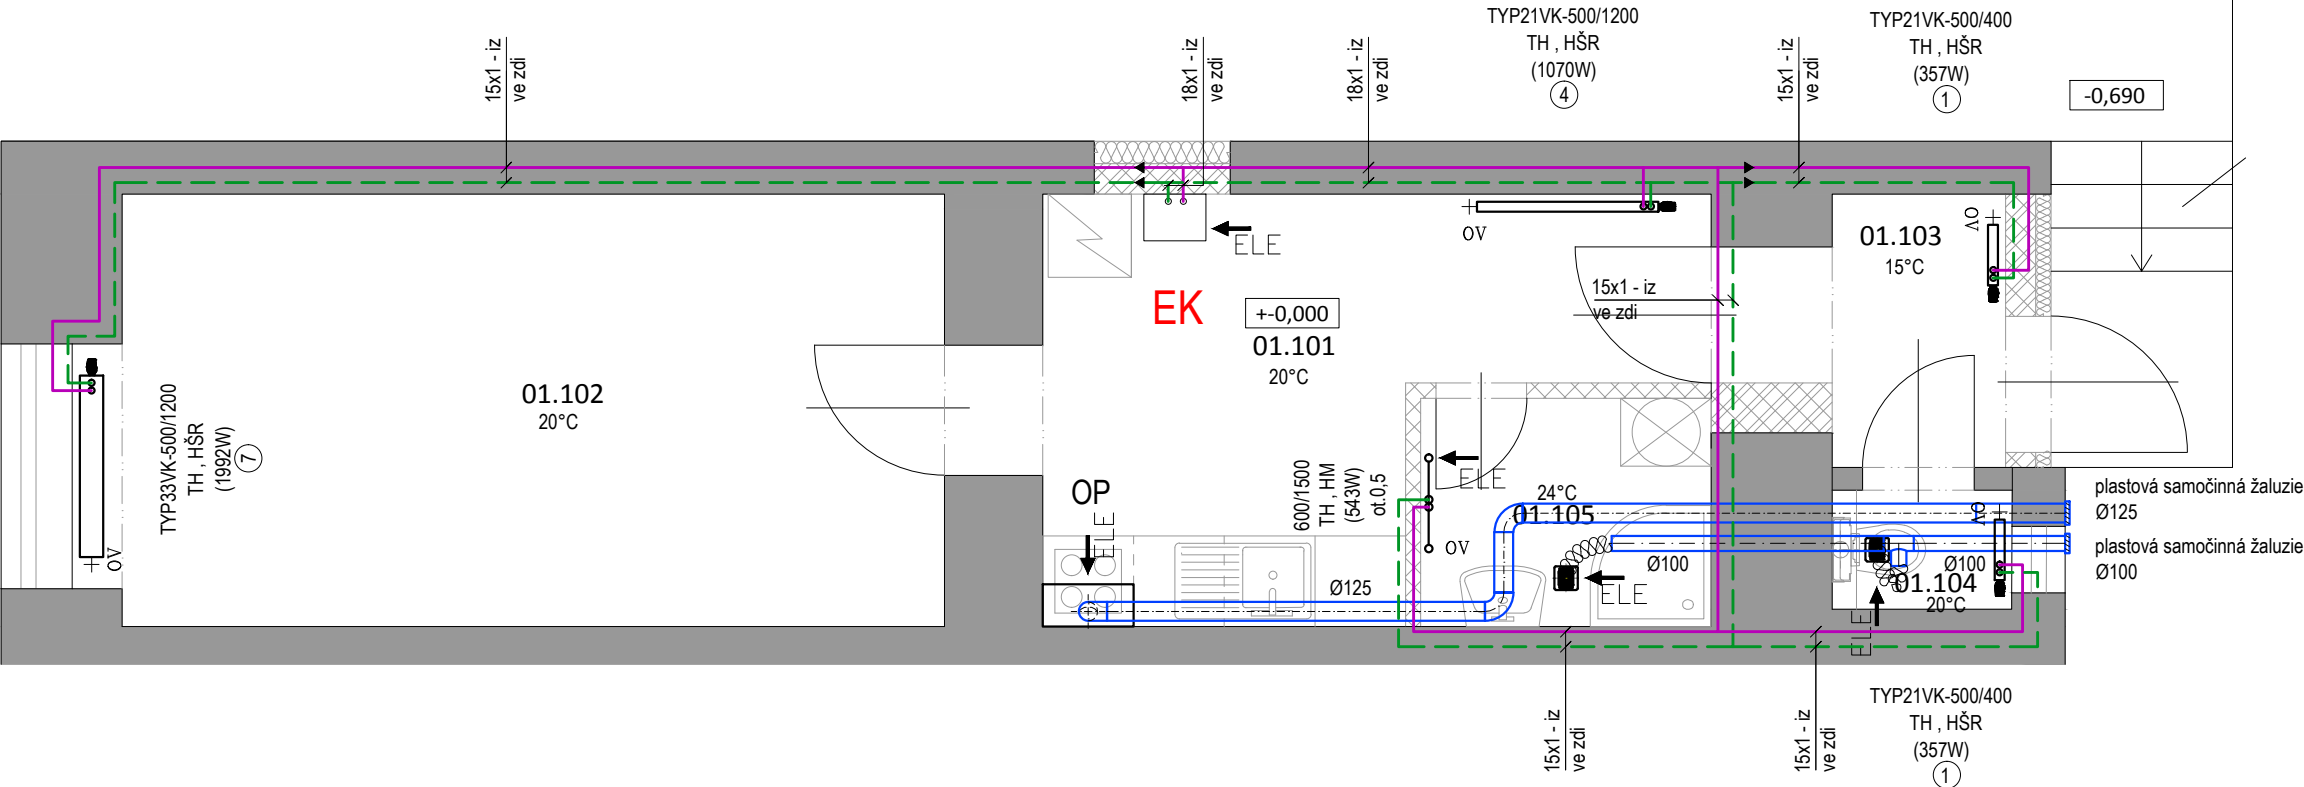 TYP21VK-500/1200
TH , HŠR
(1070W)
4
TYP21VK-500/400
TH , HŠR
(357W)
1
-0,690
15x1 - iz
ve zdi
18x1 - iz
ve zdi
18x1 - iz
ve zdi
15x1 - iz
ve zdi
ELE
OV
OV
01.103
15°C
15x1 - iz
ve zdi
EK
+-0,000
01.101
20°C
01.102
20°C
TYP33VK-500/1200
TH , HŠR
(1992W)
7
OV
OP
ELE
600/1500
TH , HM
(543W)
ot.0,5
ELE
OV
24°C
01.105
Ø125
ELE
Ø100
OV
Ø100
01.104
20°C
ELE
plastová samočinná žaluzie
Ø125
plastová samočinná žaluzie
Ø100
15x1 - iz
ve zdi
15x1 - iz
ve zdi
TYP21VK-500/400
TH , HŠR
(357W)
1